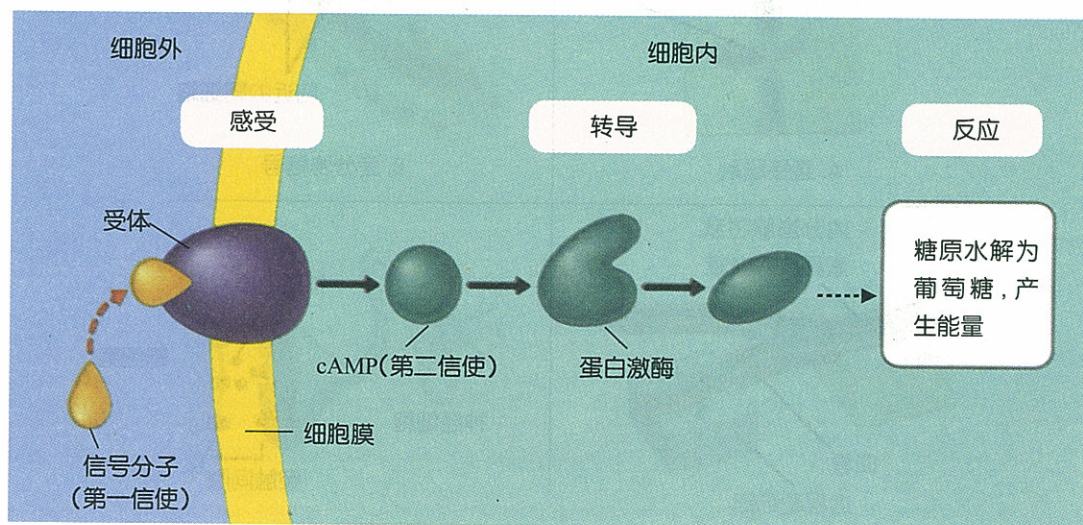 细胞外
细胞内
感受
转导
反应
受体
糖原水解为
葡萄糖，产
生能量
cAMP（第二信使）
蛋白激酶
细胞膜
信号分子
（第一信使）